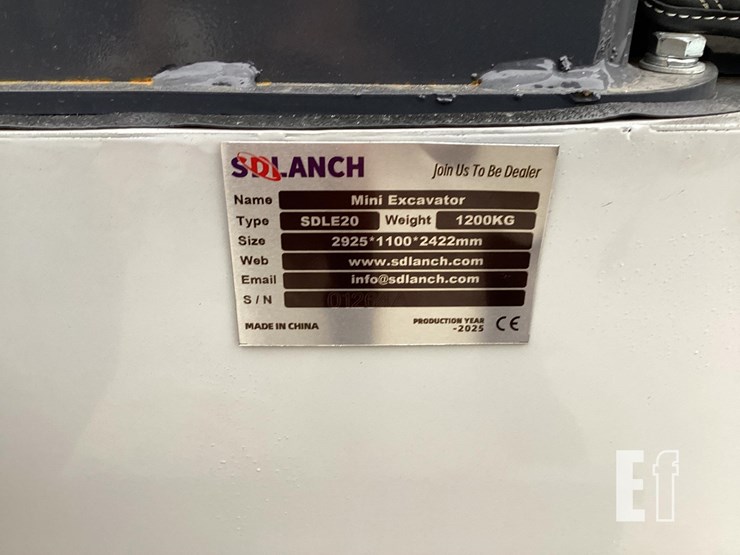 SDLANCH Join Us To Be Dealer
Name Mini Excavator
Type SDLE20 Weight 1200KG
Size 2925*1100*2422mm
Web www.sdlanch.com
Email info@sdlanch.com
S / N
MADE IN CHINA PRODUCTION YEAR
-2025 CE
Ef